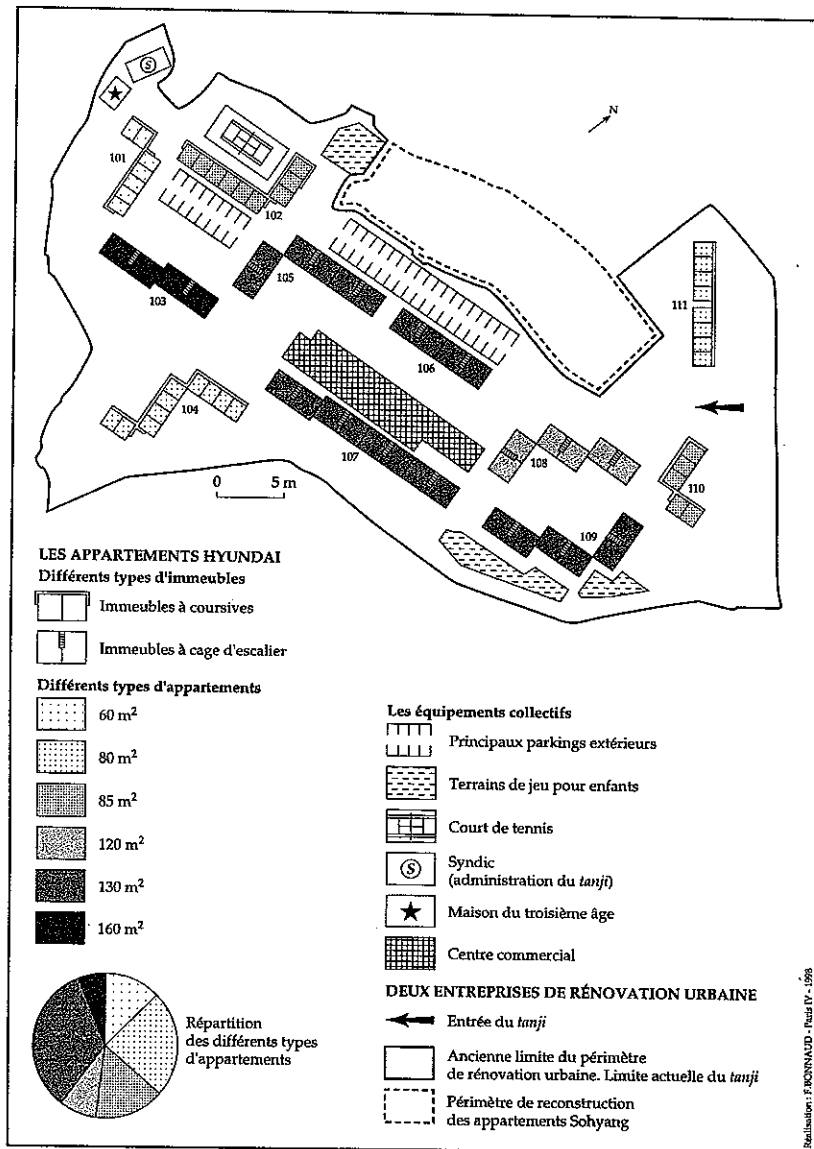 S
N
101
102
103
105
106
111
104
107
108
110
109
0 5 m
LES APPARTEMENTS HYUNDAI
Différents types d'immeubles
Immeubles à coursives
Immeubles à cage d'escalier
Différents types d'appartements
60 m²
80 m²
85 m²
120 m²
130 m²
160 m²
Répartition
des différents types
d'appartements
Les équipements collectifs
Principaux parkings extérieurs
Terrains de jeu pour enfants
Court de tennis
S
Syndic
(administration du tanji)
Maison du troisième âge
Centre commercial
DEUX ENTREPRISES DE RÉNOVATION URBAINE
Entrée du tanji
Ancienne limite du périmètre
de rénovation urbaine. Limite actuelle du tanji
Périmètre de reconstruction
des appartements Sohyang
Réalisation : F.BONNAUD - Paris IV -